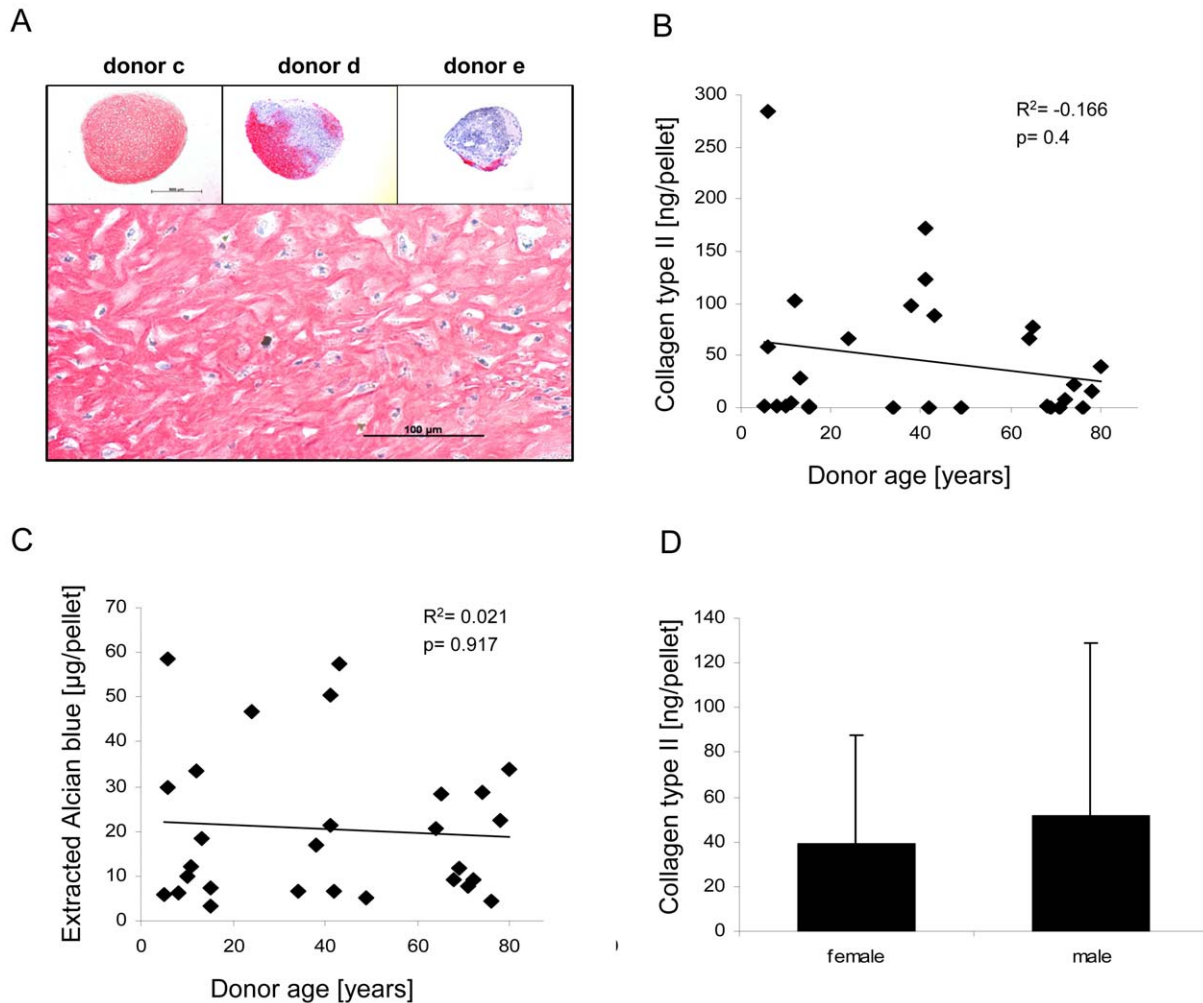 A
donor c donor d donor e
500 µm
100 µm
B
Collagen type II [ng/pellet]
300
250
200
150
100
50
0
R²= -0.166
p= 0.4
0 20 40 60 80
Donor age [years]
C
Extracted Alcian blue [µg/pellet]
70
60
50
40
30
20
10
0
R²= 0.021
p= 0.917
0 20 40 60 80
Donor age [years]
D
Collagen type II [ng/pellet]
140
120
100
80
60
40
20
0
female male